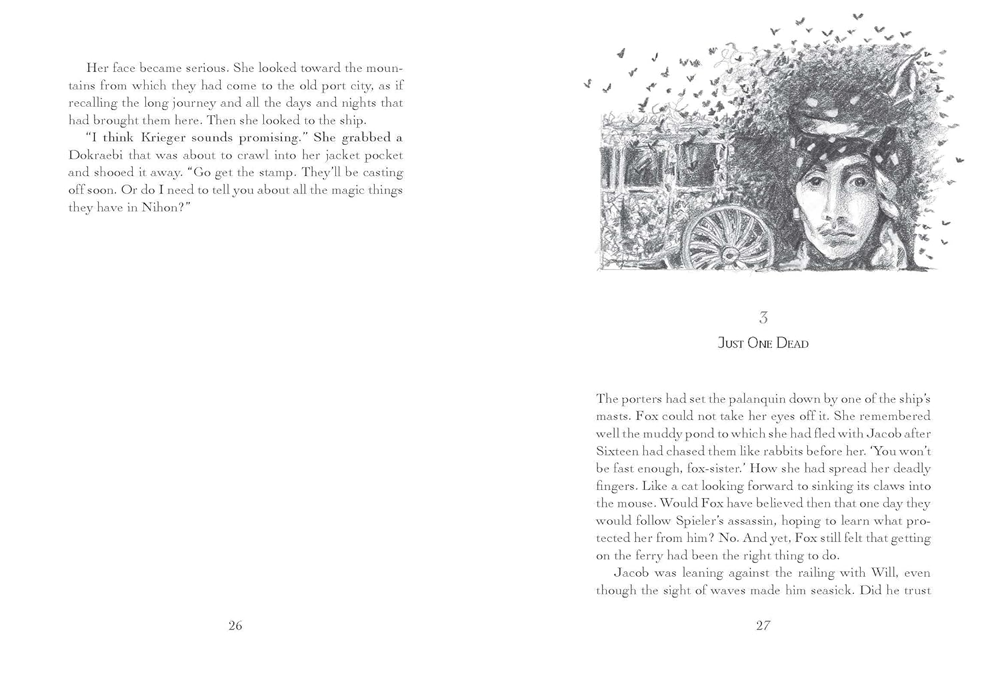 Her face became serious. She looked toward the moun-
tains from which they had come to the old port city, as if
recalling the long journey and all the days and nights that
had brought them here. Then she looked to the ship.
“I think Krieger sounds promising.” She grabbed a
Dokraebi that was about to crawl into her jacket pocket
and shooed it away. “Go get the stamp. They’ll be casting
off soon. Or do I need to tell you about all the magic things
they have in Nihon?”
26
3
Just One Dead
The porters had set the palanquin down by one of the ship’s
masts. Fox could not take her eyes off it. She remembered
well the muddy pond to which she had fled with Jacob after
Sixteen had chased them like rabbits before her. ‘You won’t
be fast enough, fox-sister.’ How she had spread her deadly
fingers. Like a cat looking forward to sinking its claws into
the mouse. Would Fox have believed then that one day they
would follow Spieler’s assassin, hoping to learn what pro-
tected her from him? No. And yet, Fox still felt that getting
on the ferry had been the right thing to do.
Jacob was leaning against the railing with Will, even
though the sight of waves made him seasick. Did he trust
27